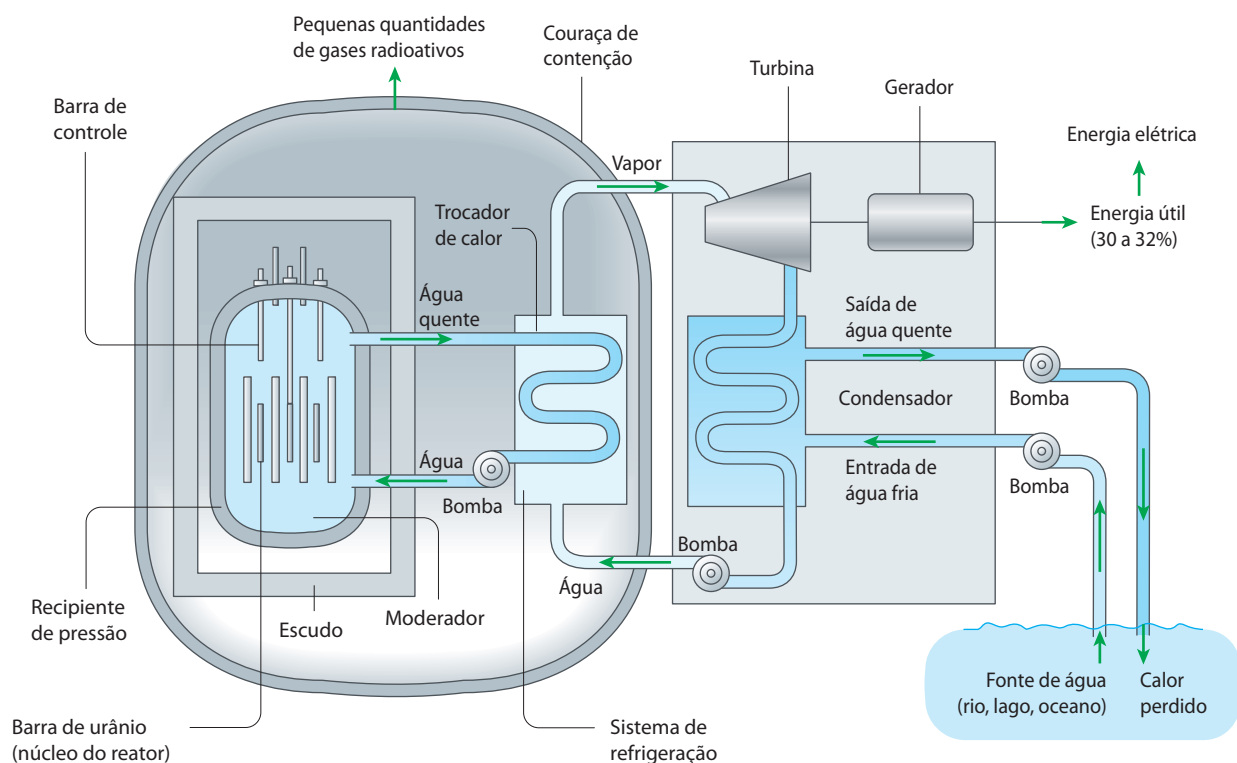 Pequenas quantidades
de gases radioativos
Couraça de
contenção
Turbina
Gerador
Barra de
controle
Energia elétrica
Vapor
Trocador
de calor
Energia útil
(30 a 32%)
Água
quente
Saída de
água quente
Condensador
Bomba
Água
Bomba
Entrada de
água fria
Bomba
Bomba
Água
Recipiente
de pressão
Escudo
Moderador
Fonte de água
(rio, lago, oceano)
Calor
perdido
Barra de urânio
(núcleo do reator)
Sistema de
refrigeração